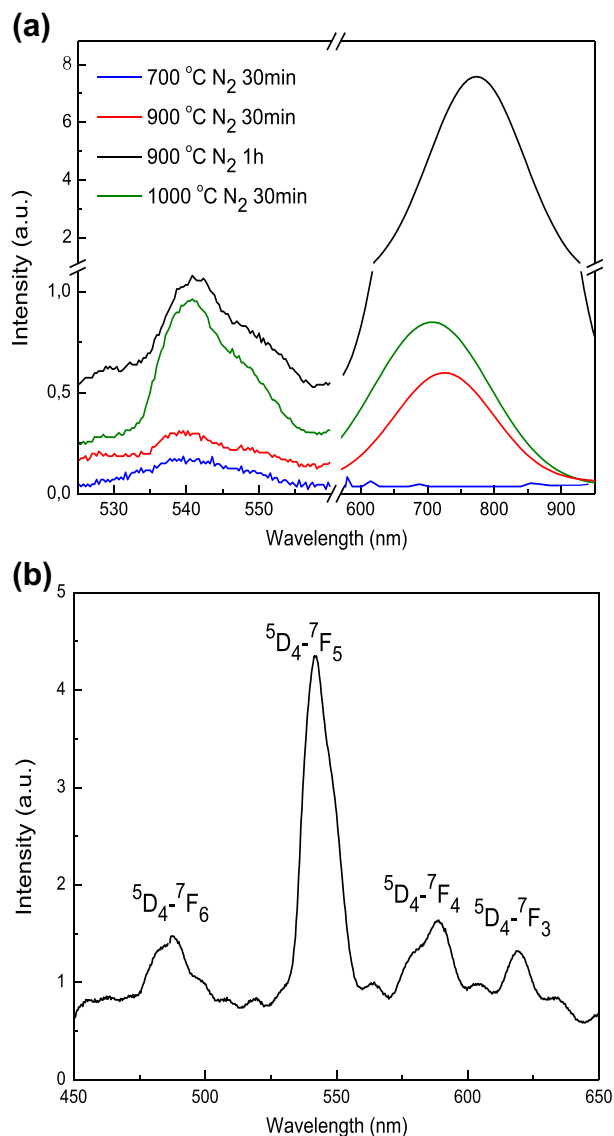 (a)
8
6
4
2
1,0
0,5
0,0
Intensity (a.u.)
700 °C N2 30min
900 °C N2 30min
900 °C N2 1h
1000 °C N2 30min
530 540 550 600 700 800 900
Wavelength (nm)
(b)
5
4
3
2
1
0
Intensity (a.u.)
5D4-7F5
5D4-7F6
5D4-7F4
5D4-7F3
450 500 550 600 650
Wavelength (nm)